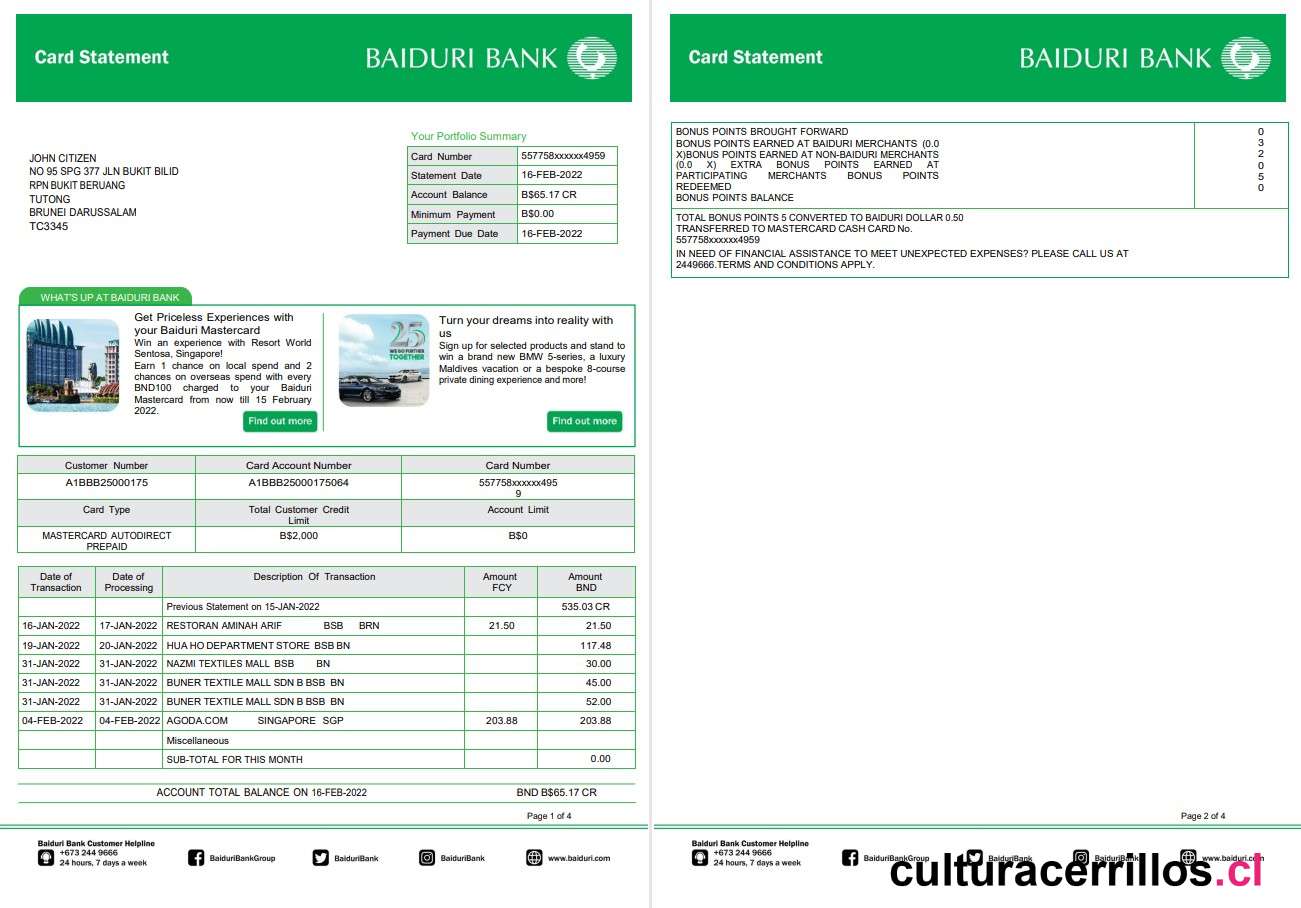 Card Statement
BAIDURI BANK
JOHN CITIZEN
NO 95 SPG 377 JLN BUKIT BILID
RPN BUKIT BERUANG
TUTONG
BRUNEI DARUSSALAM
TC3345
Your Portfolio Summary
Card Number 557758xxxxxx4959
Statement Date 16-FEB-2022
Account Balance B$65.17 CR
Minimum Payment B$0.00
Payment Due Date 16-FEB-2022
WHAT'S UP AT BAIDURI BANK
Get Priceless Experiences with
your Baiduri Mastercard
Win an experience with Resort World
Sentosa, Singapore!
Earn 1 chance on local spend and 2
chances on overseas spend with every
BND100 charged to your Baiduri
Mastercard from now till 15 February
2022.
Find out more
25
WE GO FURTHER
TOGETHER
Turn your dreams into reality with
us
Sign up for selected products and stand to
win a brand new BMW 5-series, a luxury
Maldives vacation or a bespoke 8-course
private dining experience and more!
Find out more
Customer Number Card Account Number Card Number
A1BBB25000175 A1BBB25000175064 557758xxxxxx495
9
Card Type Total Customer Credit Account Limit
Limit
MASTERCARD AUTODIRECT B$2,000 B$0
PREPAID
Date of Date of Description Of Transaction Amount Amount
Transaction Processing FCY BND
Previous Statement on 15-JAN-2022 535.03 CR
16-JAN-2022 17-JAN-2022 RESTORAN AMINAH ARIF BSB BRN 21.50 21.50
19-JAN-2022 20-JAN-2022 HUA HO DEPARTMENT STORE BSB BN 117.48
31-JAN-2022 31-JAN-2022 NAZMI TEXTILES MALL BSB BN 30.00
31-JAN-2022 31-JAN-2022 BUNER TEXTILE MALL SDN B BSB BN 45.00
31-JAN-2022 31-JAN-2022 BUNER TEXTILE MALL SDN B BSB BN 52.00
04-FEB-2022 04-FEB-2022 AGODA.COM SINGAPORE SGP 203.88 203.88
Miscellaneous
SUB-TOTAL FOR THIS MONTH 0.00
ACCOUNT TOTAL BALANCE ON 16-FEB-2022 BND B$65.17 CR
Page 1 of 4
Baiduri Bank Customer Helpline
+673 244 9666
24 hours, 7 days a week
BaiduriBankGroup BaiduriBank BaiduriBank www.baiduri.com
Card Statement
BAIDURI BANK
BONUS POINTS BROUGHT FORWARD 0
BONUS POINTS EARNED AT BAIDURI MERCHANTS (0.0 3
X)BONUS POINTS EARNED AT NON-BAIDURI MERCHANTS 2
(0.0 X) EXTRA BONUS POINTS EARNED AT 0
PARTICIPATING MERCHANTS BONUS POINTS 5
REDEEMED 0
BONUS POINTS BALANCE
TOTAL BONUS POINTS 5 CONVERTED TO BAIDURI DOLLAR 0.50
TRANSFERRED TO MASTERCARD CASH CARD No.
557758xxxxxx4959
IN NEED OF FINANCIAL ASSISTANCE TO MEET UNEXPECTED EXPENSES? PLEASE CALL US AT
2449666.TERMS AND CONDITIONS APPLY.
Page 2 of 4
Baiduri Bank Customer Helpline
+673 244 9666
24 hours, 7 days a week
BaiduriBankGroup BaiduriBank BaiduriBank www.baiduri.com
culturacerrillos.cl